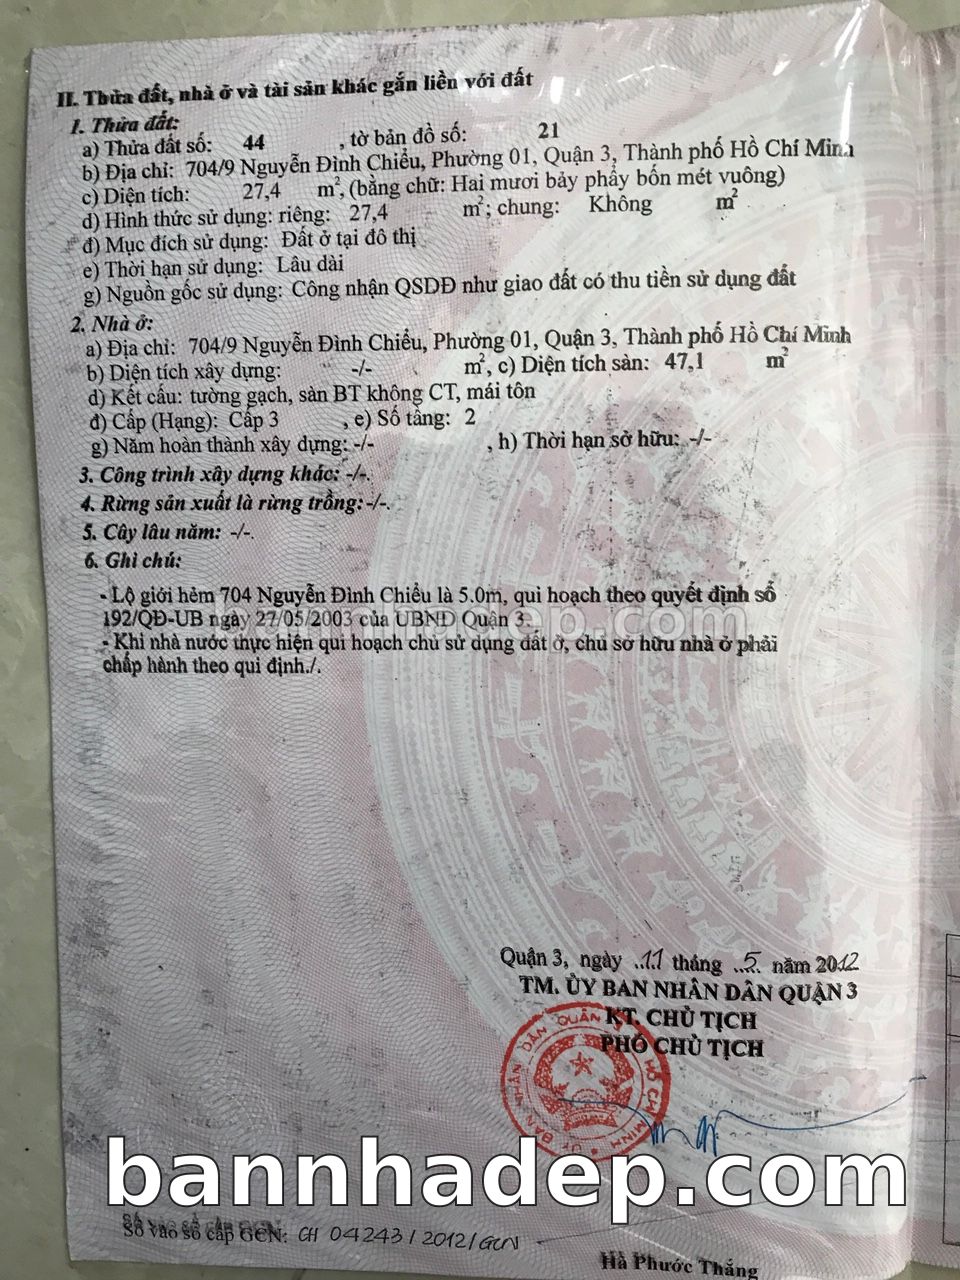 II. Thửa đất, nhà ở và tài sản khác gắn liền với đất
1. Thửa đất:
a) Thửa đất số: 44 , tờ bản đồ số: 21
b) Địa chỉ: 704/9 Nguyễn Đình Chiểu, Phường 01, Quận 3, Thành phố Hồ Chí Minh
c) Diện tích: 27,4 m², (bằng chữ: Hai mươi bảy phẩy bốn mét vuông)
d) Hình thức sử dụng: riêng: 27,4 m²; chung: Không m²
đ) Mục đích sử dụng: Đất ở tại đô thị
e) Thời hạn sử dụng: Lâu dài
g) Nguồn gốc sử dụng: Công nhận QSDĐ như giao đất có thu tiền sử dụng đất
2. Nhà ở:
a) Địa chỉ: 704/9 Nguyễn Đình Chiểu, Phường 01, Quận 3, Thành phố Hồ Chí Minh
b) Diện tích xây dựng: -/- m², c) Diện tích sàn: 47,1 m²
d) Kết cấu: tường gạch, sàn BT không CT, mái tôn
đ) Cấp (Hạng): Cấp 3 , e) Số tầng: 2
g) Năm hoàn thành xây dựng: -/- , h) Thời hạn sở hữu: -/-
3. Công trình xây dựng khác: -/-.
4. Rừng sản xuất là rừng trồng: -/-.
5. Cây lâu năm: -/-.
6. Ghi chú:
- Lộ giới hẻm 704 Nguyễn Đình Chiểu là 5.0m, qui hoạch theo quyết định số
192/QĐ-UB ngày 27/05/2003 của UBND Quận 3.
- Khi nhà nước thực hiện qui hoạch chủ sử dụng đất ở, chủ sở hữu nhà ở phải
chấp hành theo qui định./.
bannhadep.com
Quận 3, ngày ..11 tháng ..5.. năm 2012
TM. ỦY BAN NHÂN DÂN QUẬN 3
KT. CHỦ TỊCH
PHÓ CHỦ TỊCH
ỦY BAN NHÂN DÂN QUẬN HỒ CHÍ MINH
bannhadep.com
Số vào sổ cấp GCN: CH 04243/2012/GCN
Hà Phước Thắng